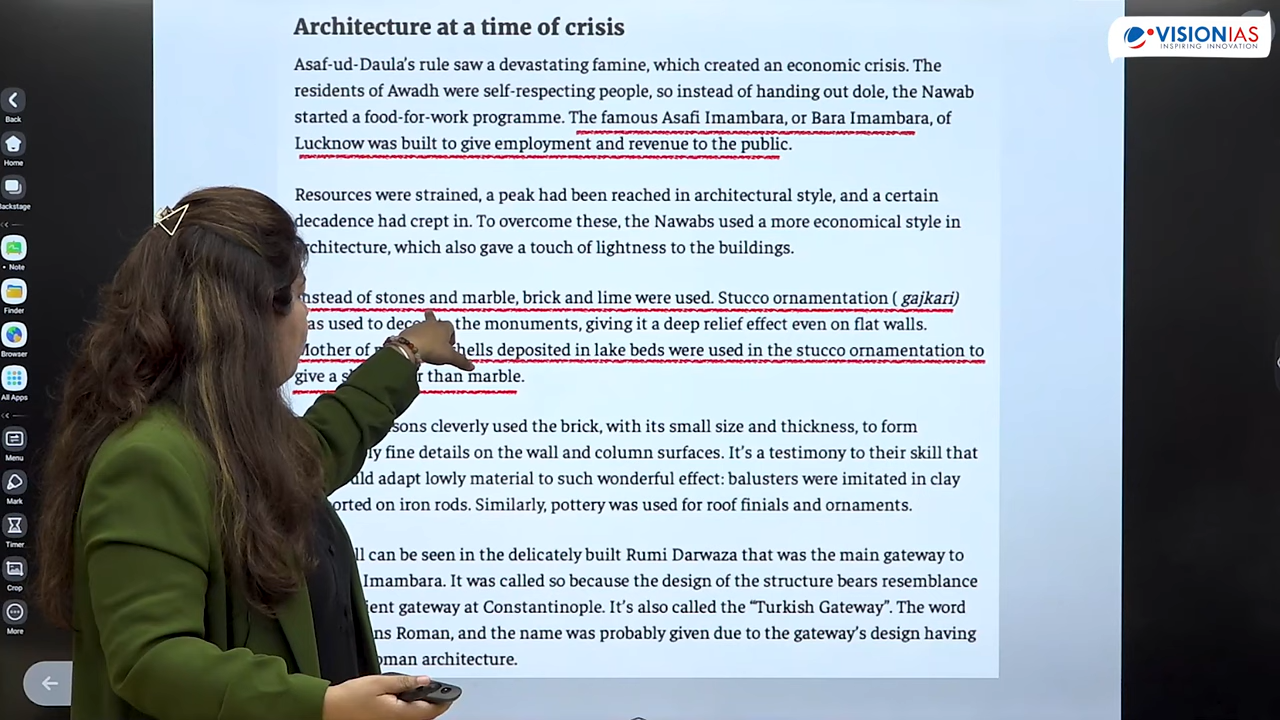 Architecture at a time of crisis
VISIONIAS
INSPIRING INNOVATION
Asaf-ud-Daula's rule saw a devastating famine, which created an economic crisis. The
residents of Awadh were self-respecting people, so instead of handing out dole, the Nawab
started a food-for-work programme. The famous Asafi Imambara, or Bara Imambara, of
Lucknow was built to give employment and revenue to the public.
Resources were strained, a peak had been reached in architectural style, and a certain
decadence had crept in. To overcome these, the Nawabs used a more economical style in
rchitecture, which also gave a touch of lightness to the buildings.
nstead of stones and marble, brick and lime were used. Stucco ornamentation ( gajkari)
as used to the monuments, giving it a deep relief effect even on flat walls.
Mother of hells deposited in lake beds were used in the stucco ornamentation to
give a than marble.
sons cleverly used the brick, with its small size and thickness, to form
ly fine details on the wall and column surfaces. It's a testimony to their skill that
uld adapt lowly material to such wonderful effect: balusters were imitated in clay
orted on iron rods. Similarly, pottery was used for roof finials and ornaments.
ll can be seen in the delicately built Rumi Darwaza that was the main gateway to
Imambara. It was called so because the design of the structure bears resemblance
ient gateway at Constantinople. It's also called the “Turkish Gateway”. The word
ns Roman, and the name was probably given due to the gateway's design having
oman architecture.
Back
Home
Backstage
Note
Finder
Browser
All Apps
Menu
Mark
Timer
Crop
More